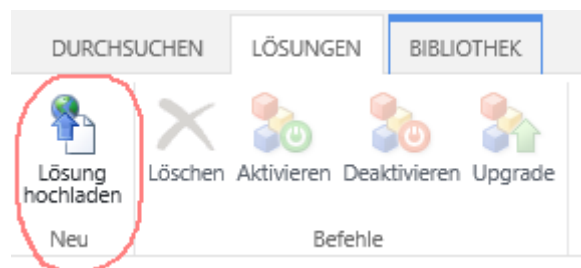 DURCHSUCHEN LÖSUNGEN BIBLIOTHEK
Lösung hochladen
Löschen Aktivieren Deaktivieren Upgrade
Neu Befehle